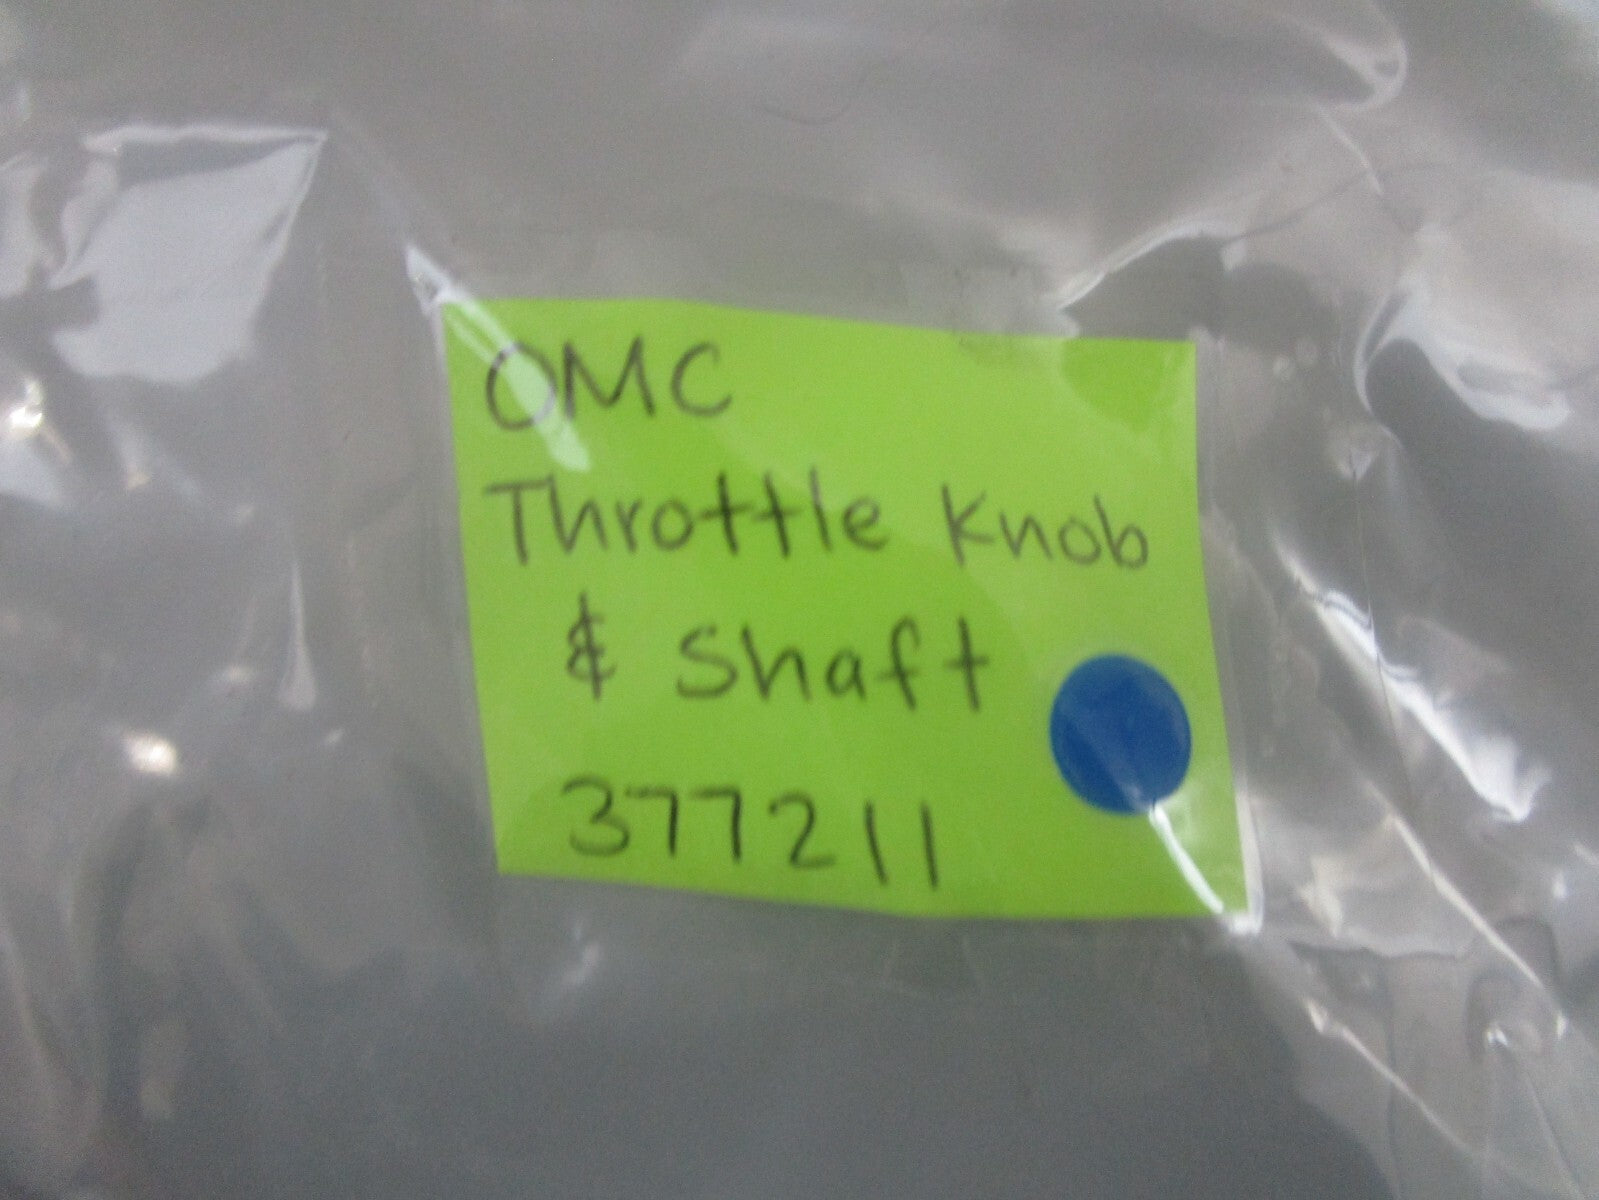 OMC
Throttle Knob
& Shaft
377211